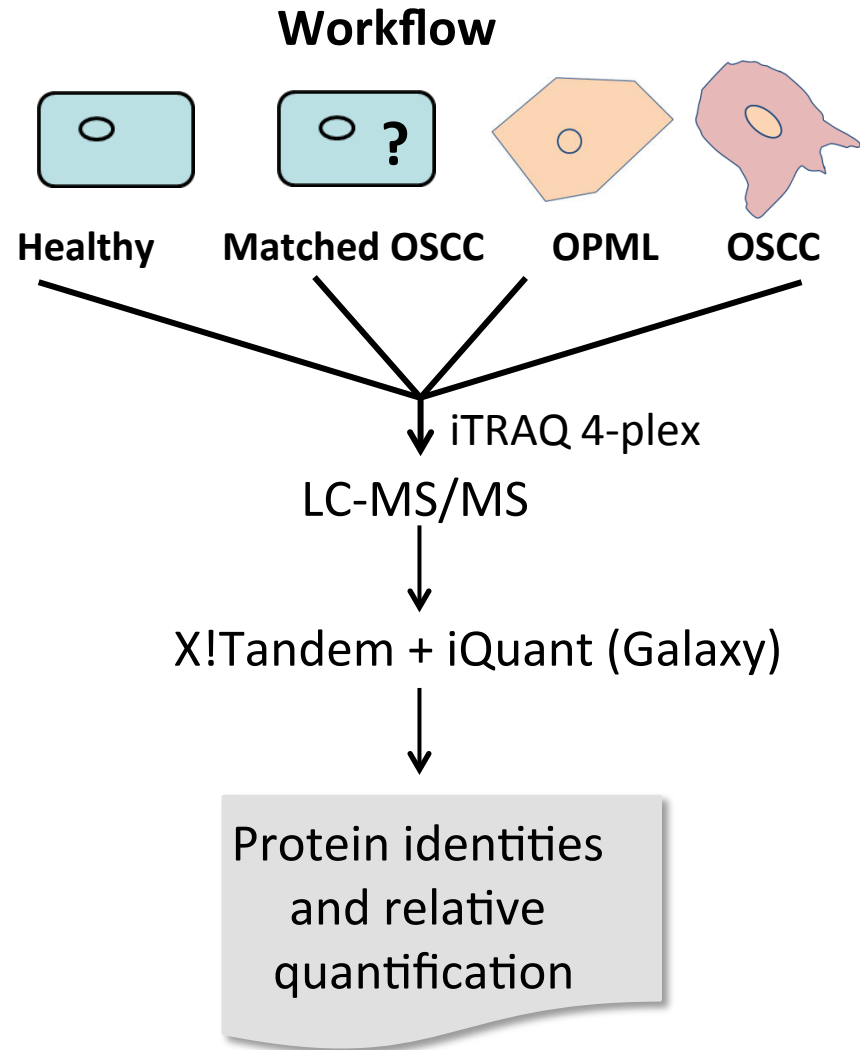 Workflow
?
Healthy
Matched OSCC
OPML
OSCC
iTRAQ 4-plex
LC-MS/MS
X!Tandem + iQuant (Galaxy)
Protein identities
and relative
quantification